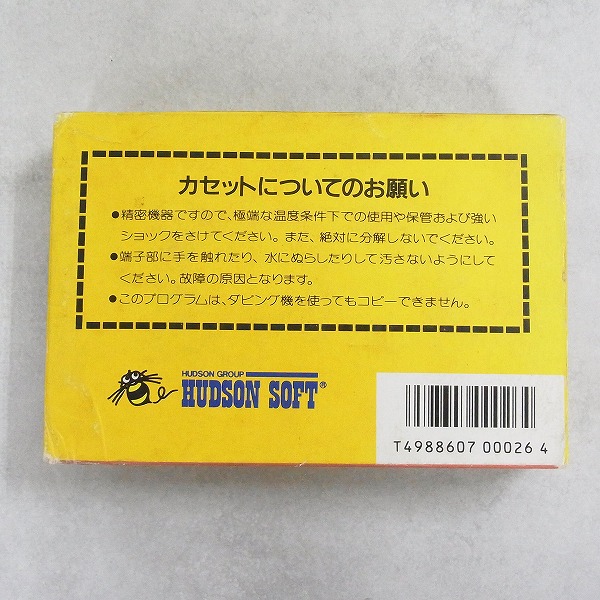 カセットについてのお願い
●精密機器ですので、極端な温度条件下での使用や保管および強い
ショックをさけてください。また、絶対に分解しないでください。
●端子部に手を触れたり、水にぬらしたりして汚さないようにして
ください。故障の原因となります。
●このプログラムは、ダビング機を使ってもコピーできません。
HUDSON GROUP
HUDSON SOFT®
T4988607 00026 4